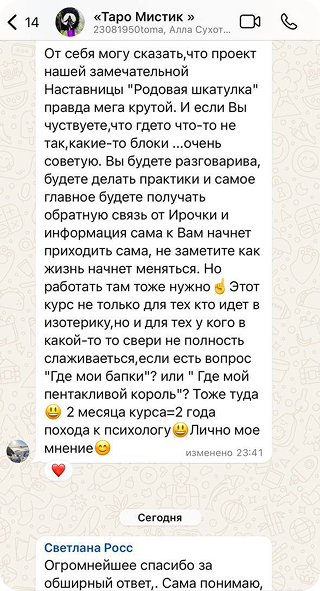 14
«Таро Мистик »
23081950toma, Алла Сухот...
От себя могу сказать,что проект
нашей замечательной
Наставницы "Родовая шкатулка"
правда мега крутой. И если Вы
чуствуете,что гдето что-то не
так,какие-то блоки ...очень
советую. Вы будете разговарива,
будете делать практики и самое
главное будете получать
обратную связь от Ирочки и
информация сама к Вам начнет
приходить сама, не заметите как
жизнь начнет меняться. Но
работать там тоже нужно☝️Этот
курс не только для тех кто идет в
изотерику,но и для тех у кого в
какой-то то свери не полность
слаживаеться,если есть вопрос
"Где мои бапки"? или " Где мой
пентакливой король"? Тоже туда
😃 2 месяца курса=2 года
похода к психологу😃Лично мое
мнение😊
изменено 23:41
❤️
Сегодня
Светлана Росс
Огромнейшее спасибо за
обширный ответ,. Сама понимаю,